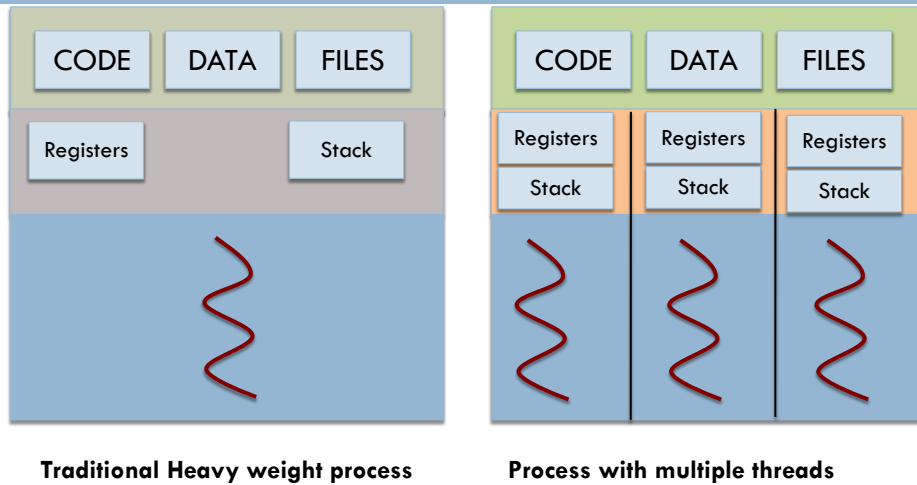 CODE DATA FILES
Registers Stack
Traditional Heavy weight process
CODE DATA FILES
Registers Registers Registers
Stack Stack Stack
Process with multiple threads